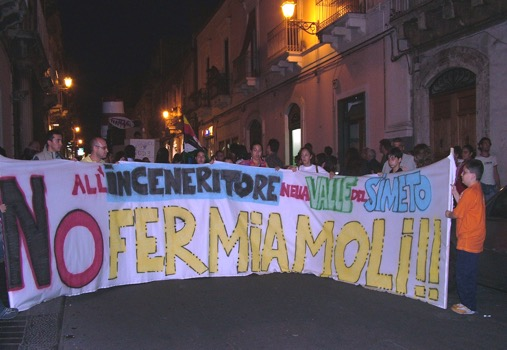 NO ALL'INCENERITORE NELLA VALLE DEL SIMETO
FERMIAMOLI!!!